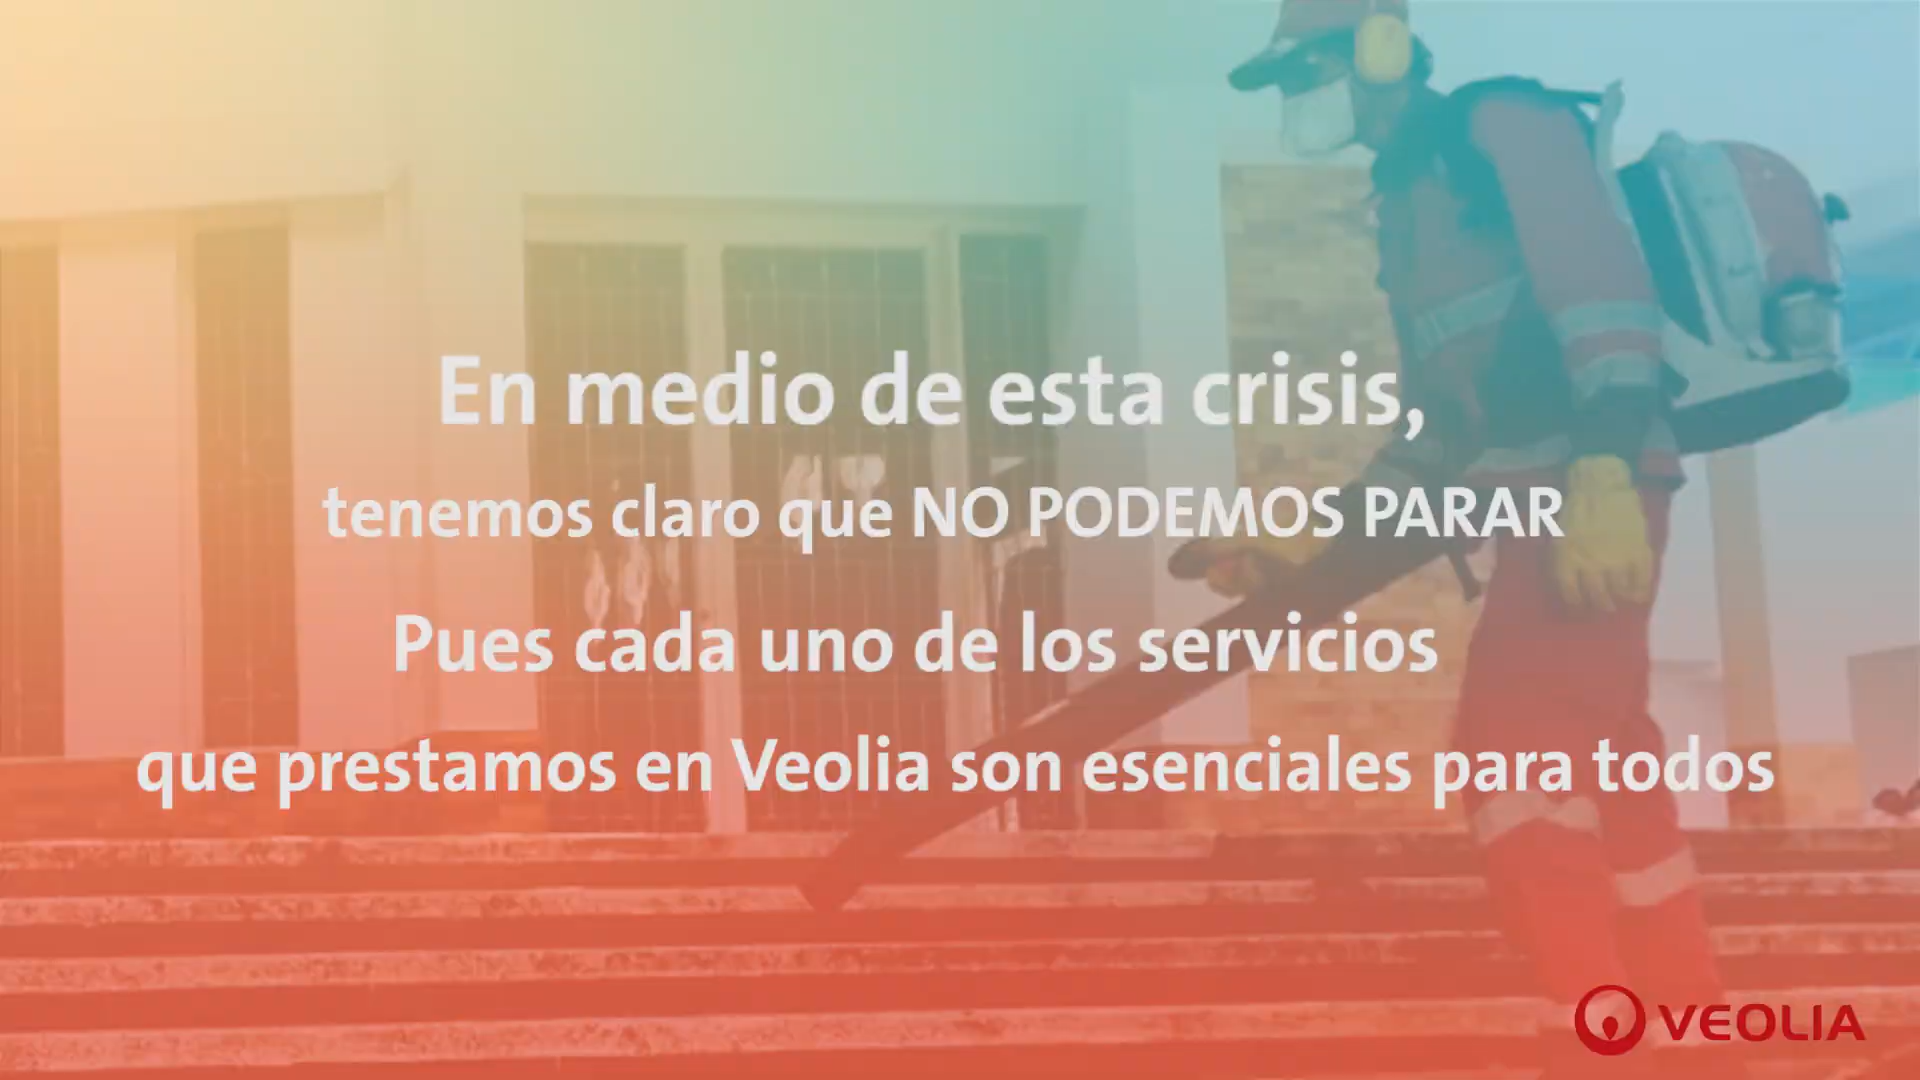 En medio de esta crisis,
tenemos claro que NO PODEMOS PARAR
Pues cada uno de los servicios
que prestamos en Veolia son esenciales para todos
VEOLIA